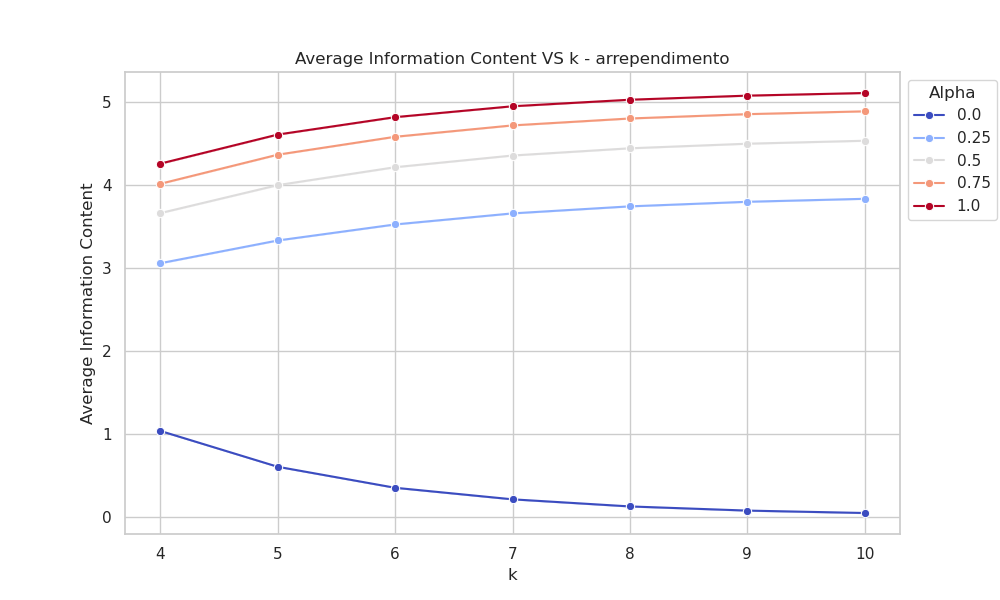 Average Information Content VS k - arrependimento
Alpha
0.0
0.25
0.5
0.75
1.0
Average Information Content
5
4
3
2
1
0
4 5 6 7 8 9 10
k